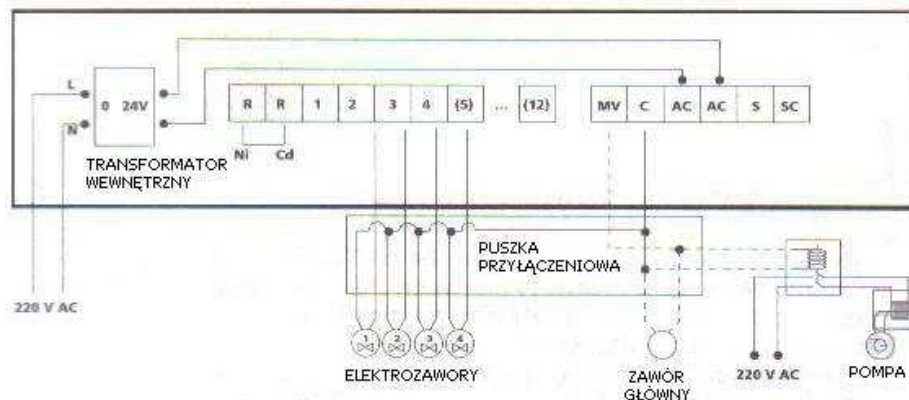 L
0 24V
N
TRANSFORMATOR
WEWNĘTRZNY
R R 1 2 3 4 (5) ... (12)
Ni Cd
MV C AC AC S SC
PUSZKA
PRZYŁĄCZENIOWA
220 V AC
1 2 3 4
ELEKTROZAWORY
ZAWÓR
GŁÓWNY
220 V AC
POMPA